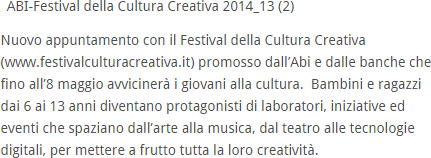 ABI-Festival della Cultura Creativa 2014_13 (2)
Nuovo appuntamento con il Festival della Cultura Creativa
(www.festivalculturacreativa.it) promosso dall’Abi e dalle banche che
fino all’8 maggio avvicinerà i giovani alla cultura.  Bambini e ragazzi
dai 6 ai 13 anni diventano protagonisti di laboratori, iniziative ed
eventi che spaziano dall’arte alla musica, dal teatro alle tecnologie
digitali, per mettere a frutto tutta la loro creatività.